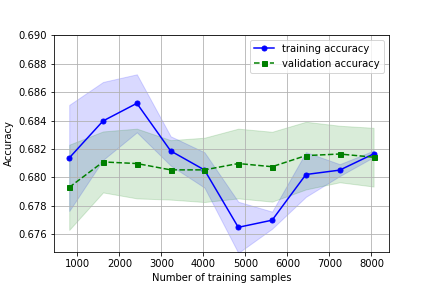 0.690
0.688
0.686
0.684
0.682
0.680
0.678
0.676
Accuracy
training accuracy
validation accuracy
1000 2000 3000 4000 5000 6000 7000 8000
Number of training samples